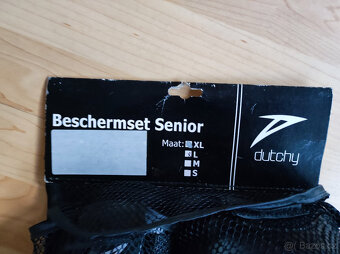 Beschermset Senior
Maat: XL
L
M
S
dutchy